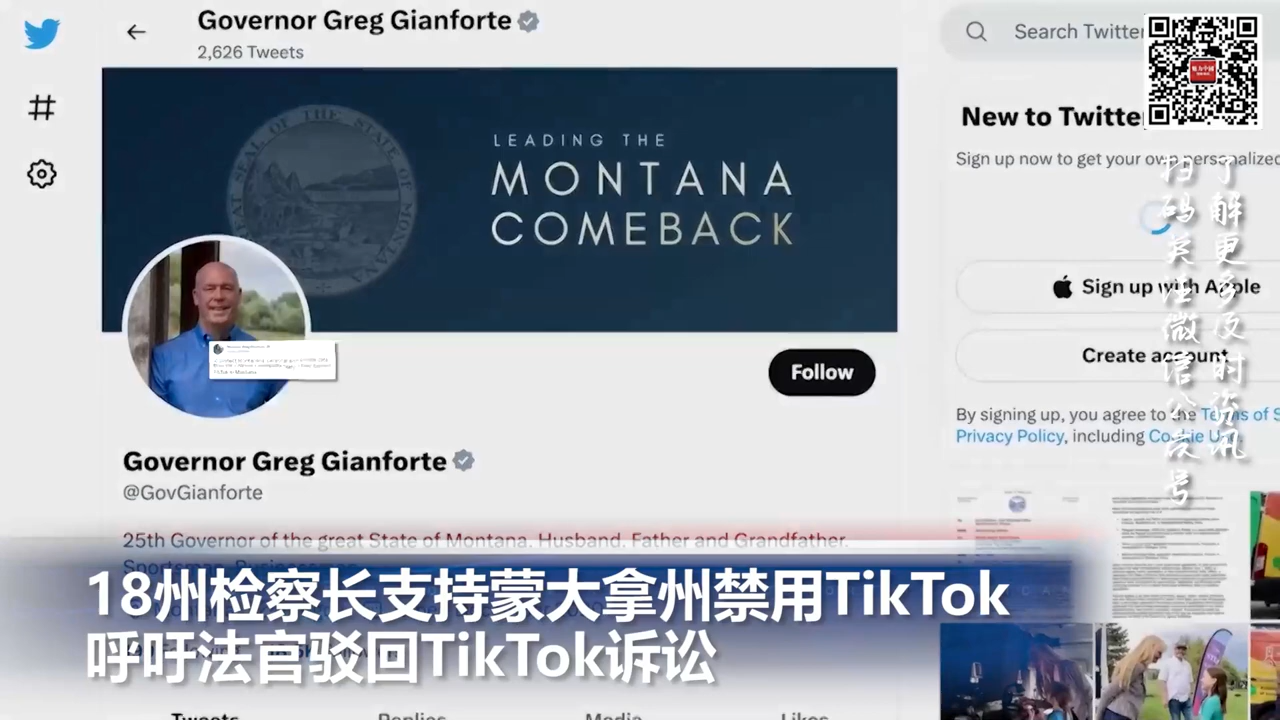 Governor Greg Gianforte
2,626 Tweets
Search Twitter
LEADING THE
MONTANA
COMEBACK
New to Twitte
Sign up now to get your own personalized
Sign up with Apple
Create account
By signing up, you agree to the Terms of S
Privacy Policy, including Cookie U
Follow
Governor Greg Gianforte
@GovGianforte
25th Governor of the great State of Montana. Husband. Father and Grandfather.
了解更多及时资讯
扫码关注微信公众号
18州检察长支持蒙大拿州禁用TikTok
呼吁法官驳回TikTok诉讼
Tweets
Replies
Media
Likes